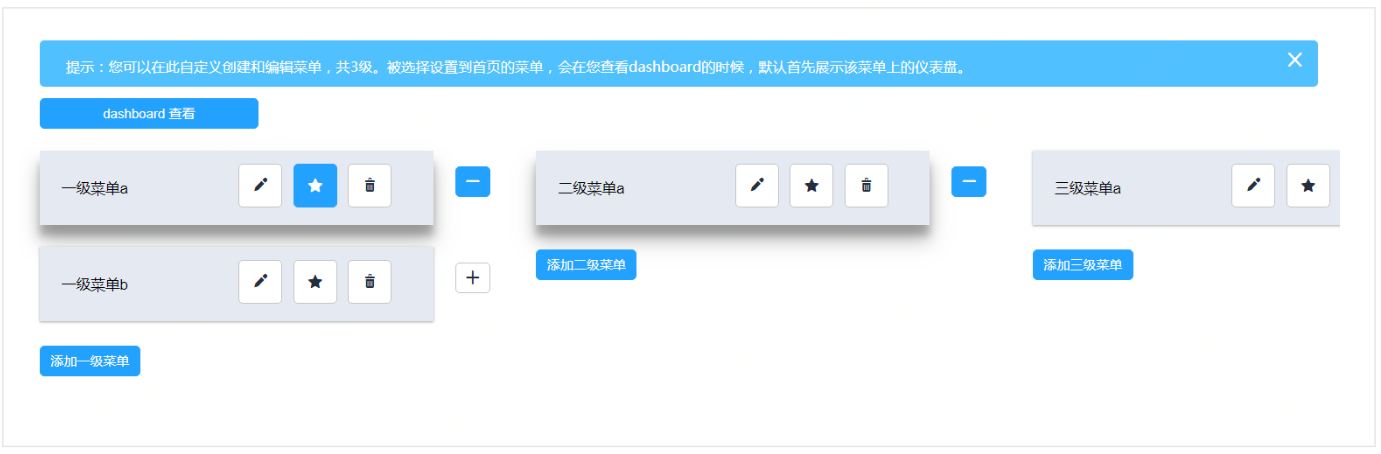 提示：您可以在此自定义创建和编辑菜单，共3级。被选择设置到首页的菜单，会在您查看dashboard的时候，默认首先展示该菜单上的仪表盘。
dashboard 查看
一级菜单a
二级菜单a
三级菜单a
添加二级菜单
添加三级菜单
一级菜单b
添加一级菜单